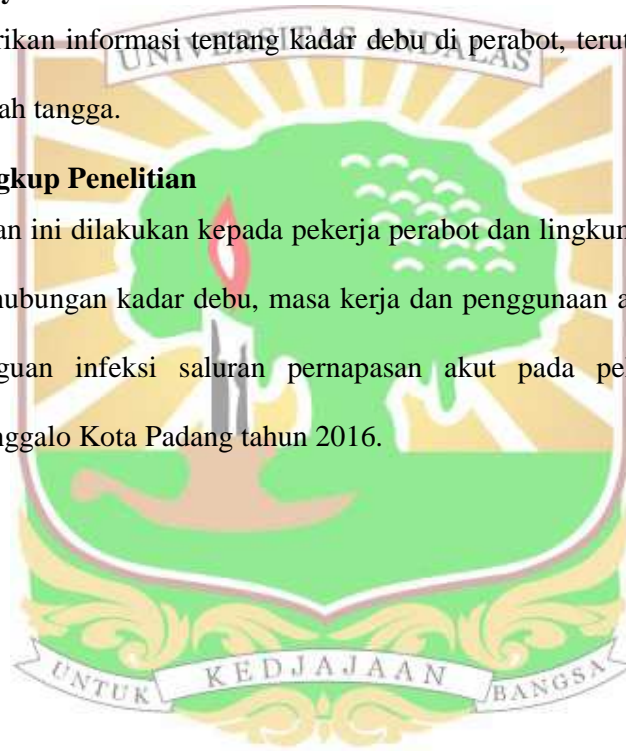 rikan informasi tentang kadar debu di perabot, terut
UNIVERSITAS ANDALAS
ah tangga.
gkup Penelitian
an ini dilakukan kepada pekerja perabot dan lingkun
hubungan kadar debu, masa kerja dan penggunaan a
guan infeksi saluran pernapasan akut pada pe
nggalo Kota Padang tahun 2016.
UNTUK KEDJAJAAN BANGSA